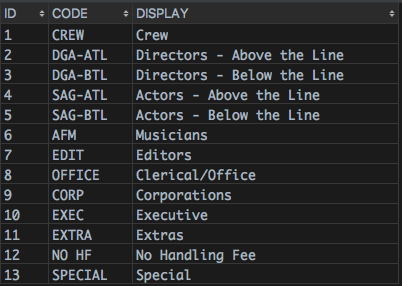 ID CODE DISPLAY
1 CREW Crew
2 DGA-ATL Directors - Above the Line
3 DGA-BTL Directors - Below the Line
4 SAG-ATL Actors - Above the Line
5 SAG-BTL Actors - Below the Line
6 AFM Musicians
7 EDIT Editors
8 OFFICE Clerical/Office
9 CORP Corporations
10 EXEC Executive
11 EXTRA Extras
12 NO HF No Handling Fee
13 SPECIAL Special